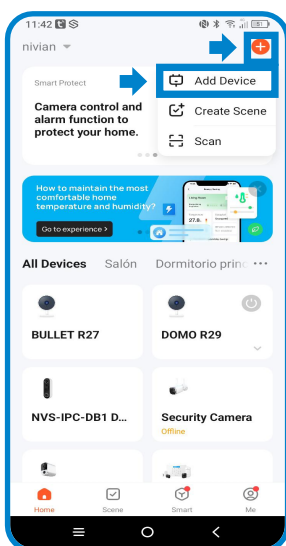 11:42
nivian
Smart Protect
Camera control and
alarm function to
protect your home.
Add Device
Create Scene
Scan
How to maintain the most
comfortable home
temperature and humidity?
Go to experience >
All Devices Salón Dormitorio princ ...
BULLET R27
DOMO R29
NVS-IPC-DB1 D...
Security Camera
Offline
Home Scene Smart Me